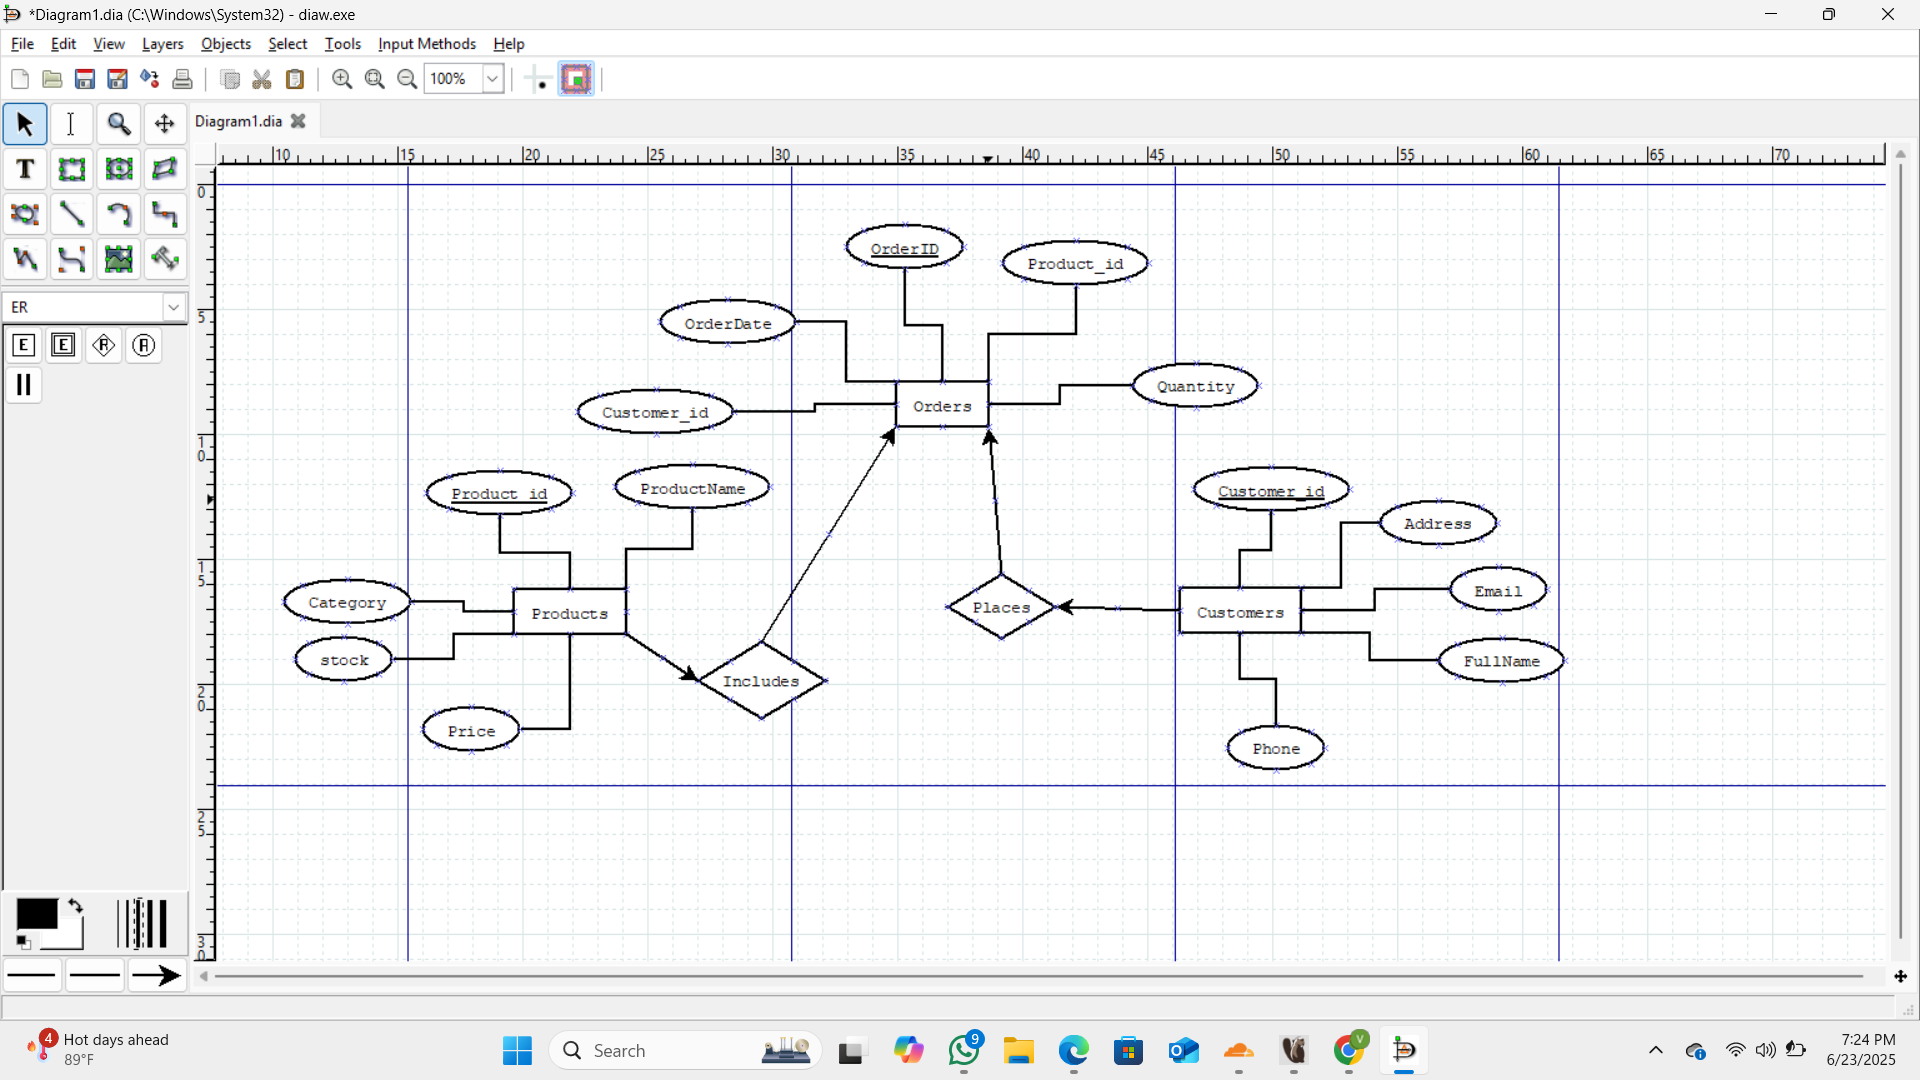 *Diagram1.dia (C:\Windows\System32) - diaw.exe
File Edit View Layers Objects Select Tools Input Methods Help
100%
Diagram1.dia
10 15 20 25 30 35 40 45 50 55 60 65 70
T
ER
E
E
R
A
0
5
10
15
20
25
30
OrderID
Product_id
OrderDate
Quantity
Customer_id
Orders
Product_id
ProductName
Customer_id
Address
Category
Products
Places
Customers
Email
stock
Includes
FullName
Price
Phone
4
Hot days ahead
89°F
Search
9
V
7:24 PM
6/23/2025